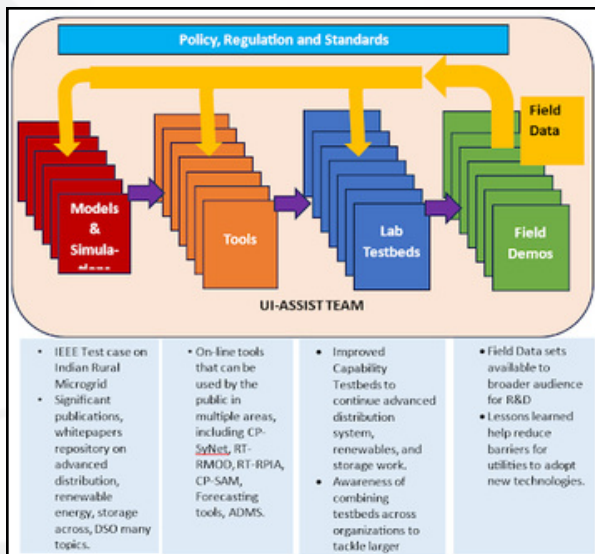 Policy, Regulation and Standards
Field
Data
Models
&
Simula-
Tools
Lab
Testbeds
Field
Demos
UI-ASSIST TEAM
• IEEE Test case on
Indian Rural
Microgrid
• Significant
publications,
whitepapers
repository on
advanced
distribution,
renewable
energy, storage
across, DSO many
topics.
• On-line tools
that can be
used by the
public in
multiple areas,
including CP-
SyNet, RT-
RMOD, RT-RPIA,
CP-SAM,
Forecasting
tools, ADMS.
• Improved
Capability
Testbeds to
continue advanced
distribution
system,
renewables, and
storage work.
• Awareness of
combining
testbeds across
organizations to
tackle larger
• Field Data sets
available to
broader audience
for R&D
• Lessons learned
help reduce
barriers for
utilities to adopt
new technologies.